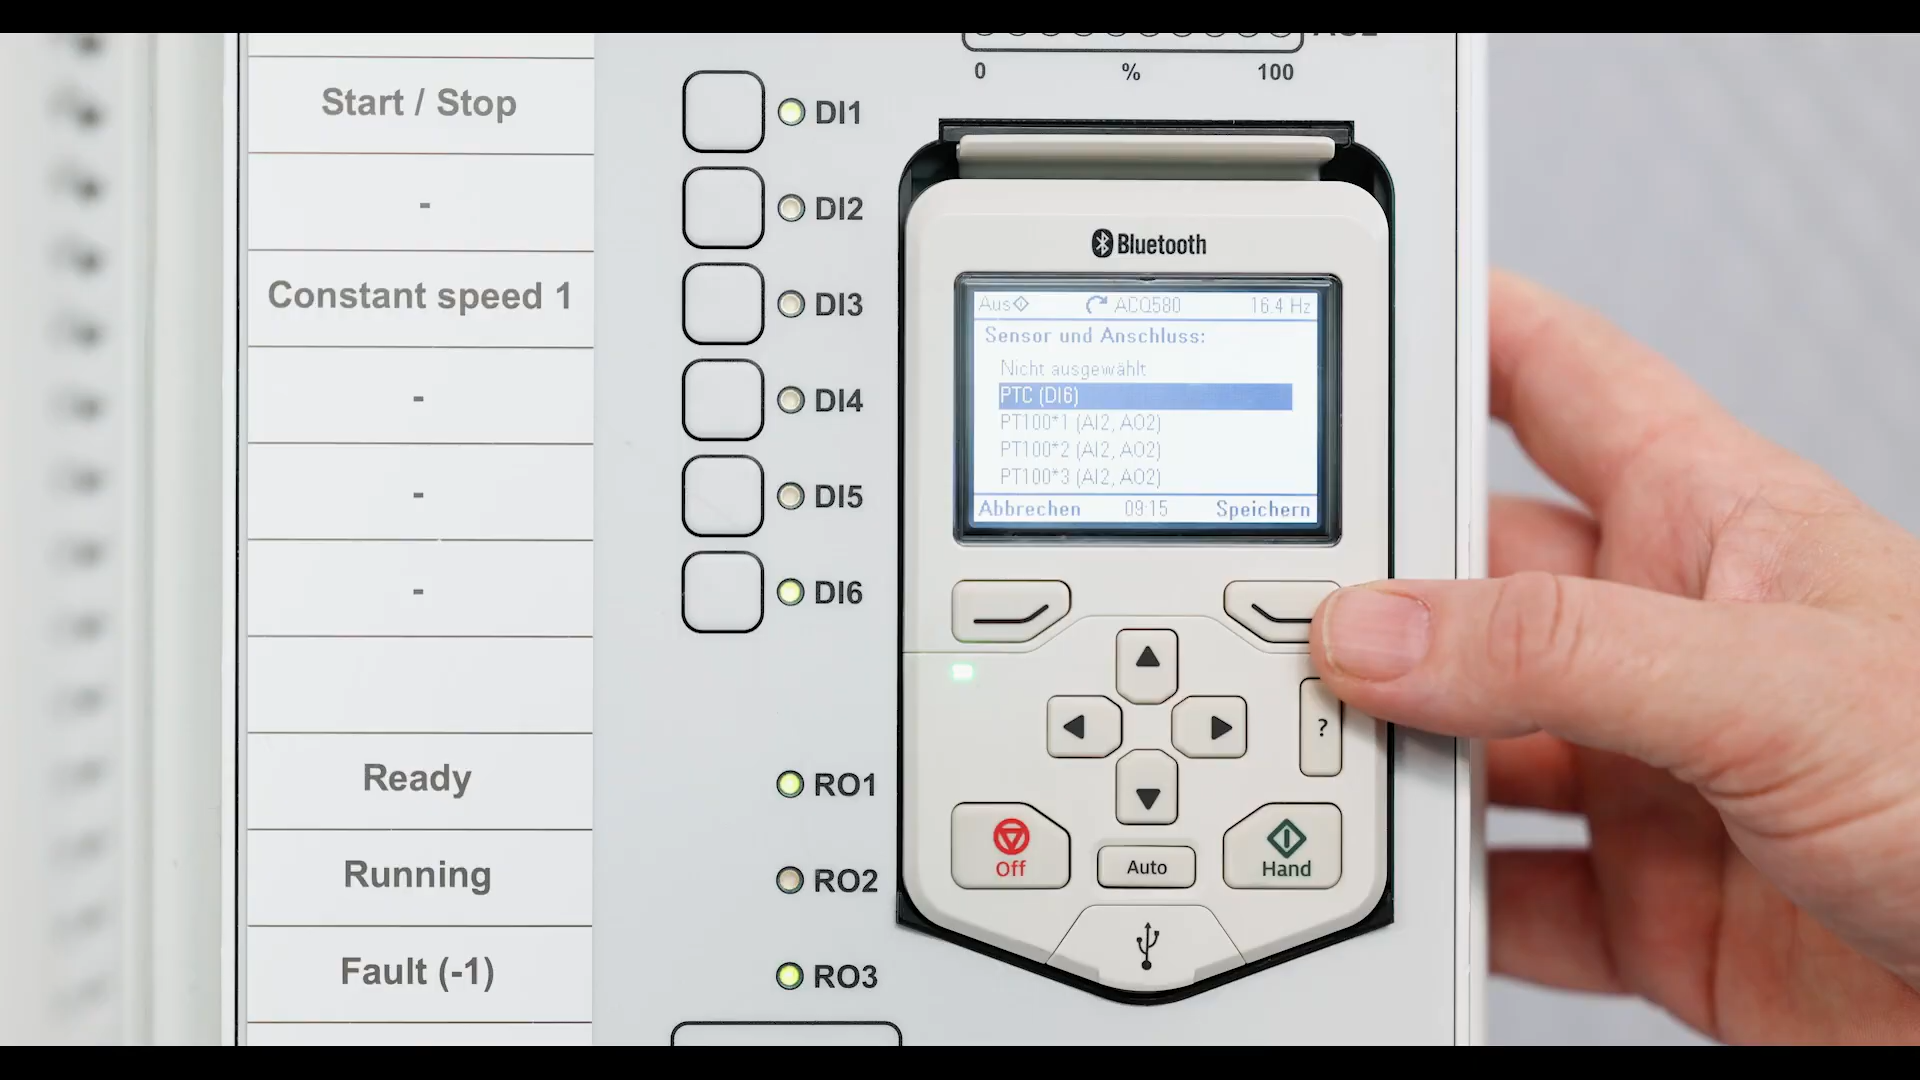 0 % 100
Start / Stop
DI1
-
DI2
Constant speed 1
DI3
-
DI4
-
DI5
-
DI6
Ready
RO1
Running
RO2
Fault (-1)
RO3
Bluetooth
Aus ACQ580 16.4 Hz
Sensor und Anschluss:
Nicht ausgewählt
PTC (DI6)
PT100*1 (AI2, AO2)
PT100*2 (AI2, AO2)
PT100*3 (AI2, AO2)
Abbrechen 09:15 Speichern
?
Off
Auto
Hand